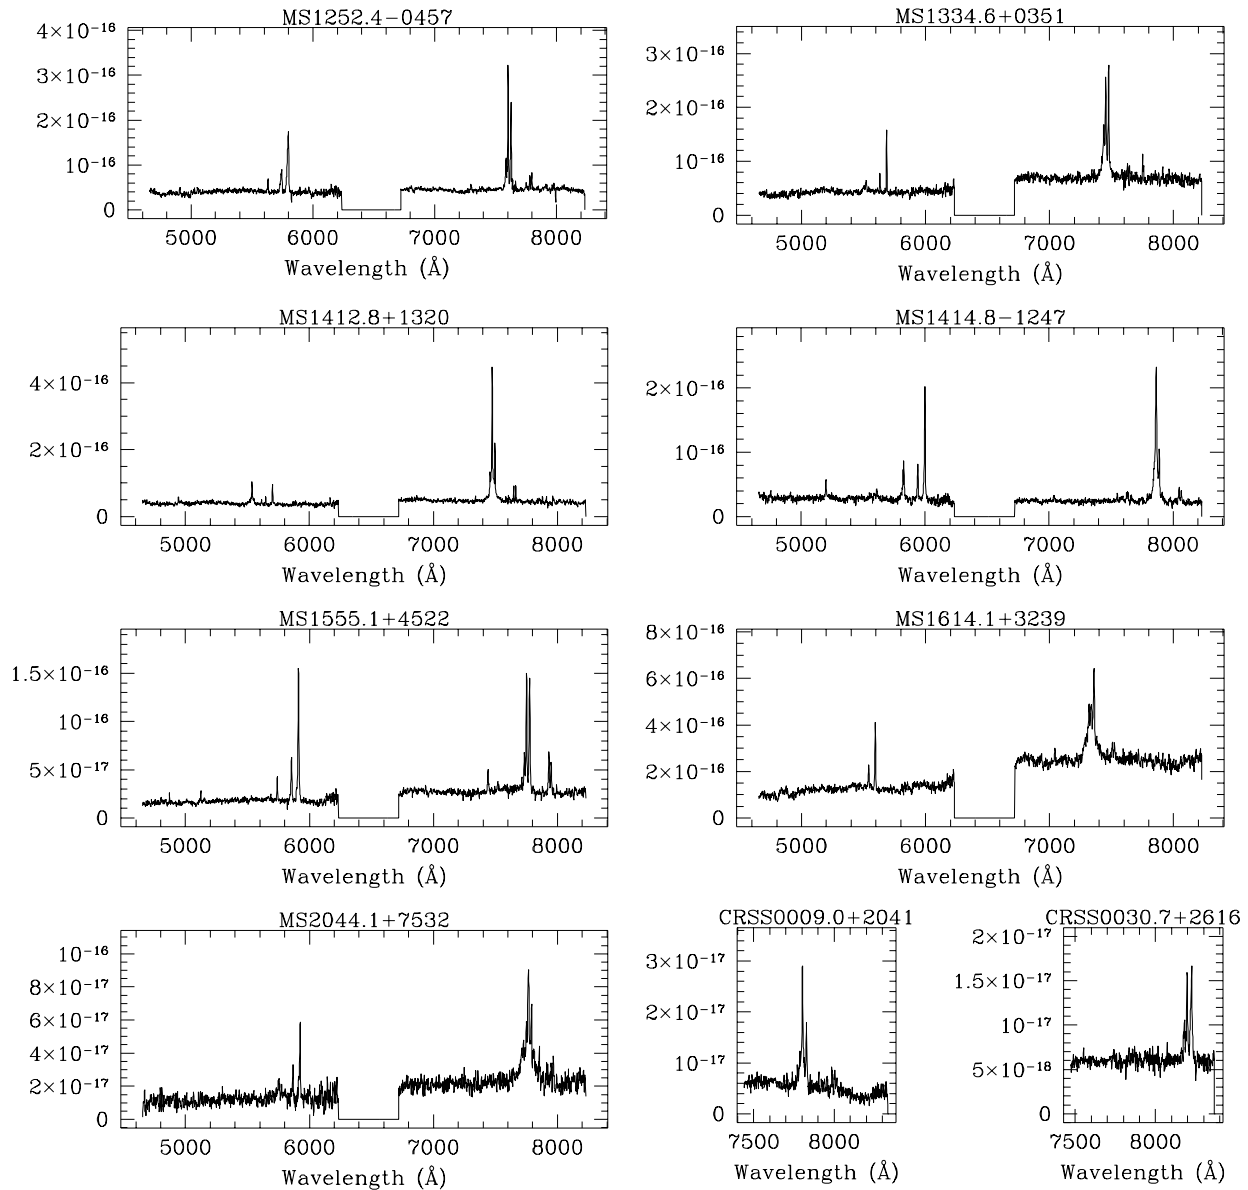 MS1252.4−0457
4×10⁻¹⁶
3×10⁻¹⁶
2×10⁻¹⁶
10⁻¹⁶
0
5000 6000 7000 8000
Wavelength (Å)
MS1334.6+0351
3×10⁻¹⁶
2×10⁻¹⁶
10⁻¹⁶
0
5000 6000 7000 8000
Wavelength (Å)
MS1412.8+1320
4×10⁻¹⁶
2×10⁻¹⁶
0
5000 6000 7000 8000
Wavelength (Å)
MS1414.8−1247
2×10⁻¹⁶
10⁻¹⁶
0
5000 6000 7000 8000
Wavelength (Å)
MS1555.1+4522
1.5×10⁻¹⁶
10⁻¹⁶
5×10⁻¹⁷
0
5000 6000 7000 8000
Wavelength (Å)
MS1614.1+3239
8×10⁻¹⁶
6×10⁻¹⁶
4×10⁻¹⁶
2×10⁻¹⁶
0
5000 6000 7000 8000
Wavelength (Å)
MS2044.1+7532
10⁻¹⁶
8×10⁻¹⁷
6×10⁻¹⁷
4×10⁻¹⁷
2×10⁻¹⁷
0
5000 6000 7000 8000
Wavelength (Å)
CRSS0009.0+2041
3×10⁻¹⁷
2×10⁻¹⁷
10⁻¹⁷
0
7500 8000
Wavelength (Å)
CRSS0030.7+2616
2×10⁻¹⁷
1.5×10⁻¹⁷
10⁻¹⁷
5×10⁻¹⁸
0
7500 8000
Wavelength (Å)